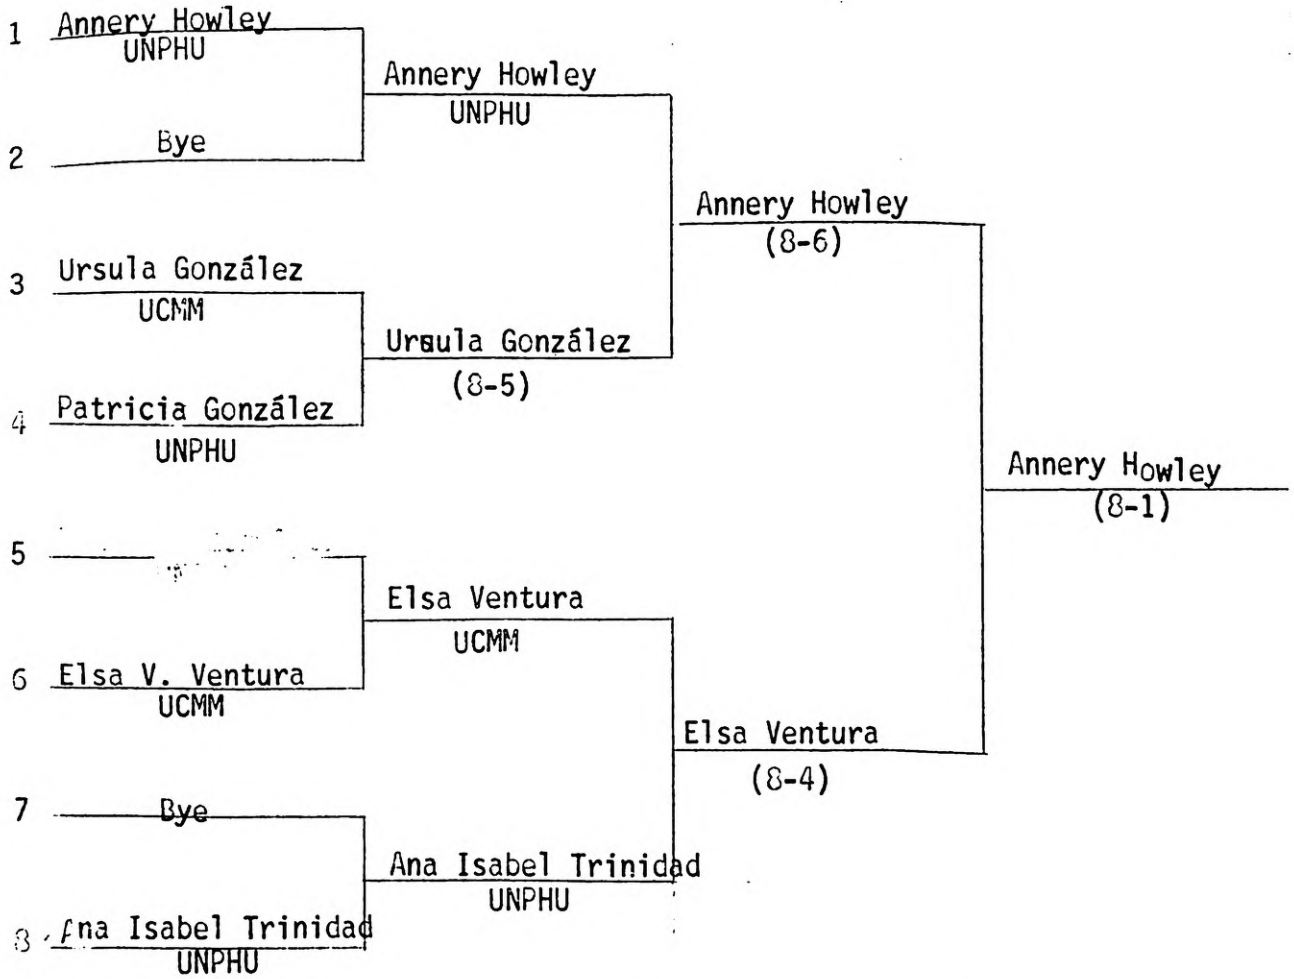 1 Annery Howley
UNPHU
2 Bye
3 Ursula González
UCMM
4 Patricia González
UNPHU
5
6 Elsa V. Ventura
UCMM
7 Bye
8 Ana Isabel Trinidad
UNPHU
Annery Howley
UNPHU
Ursula González
(8-5)
Elsa Ventura
UCMM
Ana Isabel Trinidad
UNPHU
Annery Howley
(8-6)
Elsa Ventura
(8-4)
Annery Howley
(8-1)